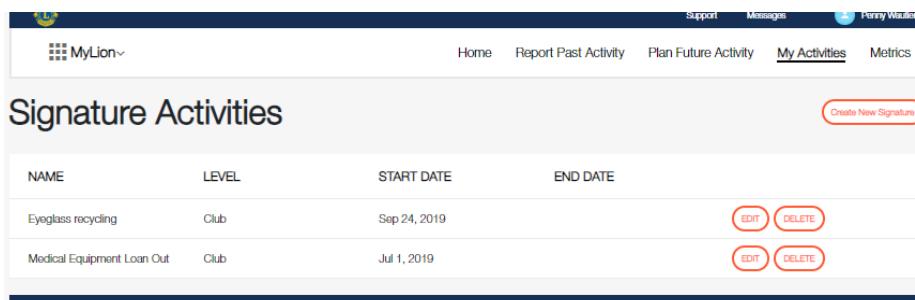 Support Messages Penny Wautier
MyLion
Home Report Past Activity Plan Future Activity My Activities Metrics
Signature Activities
Create New Signature
NAME LEVEL START DATE END DATE
Eyeglass recycling Club Sep 24, 2019 EDIT DELETE
Medical Equipment Loan Out Club Jul 1, 2019 EDIT DELETE